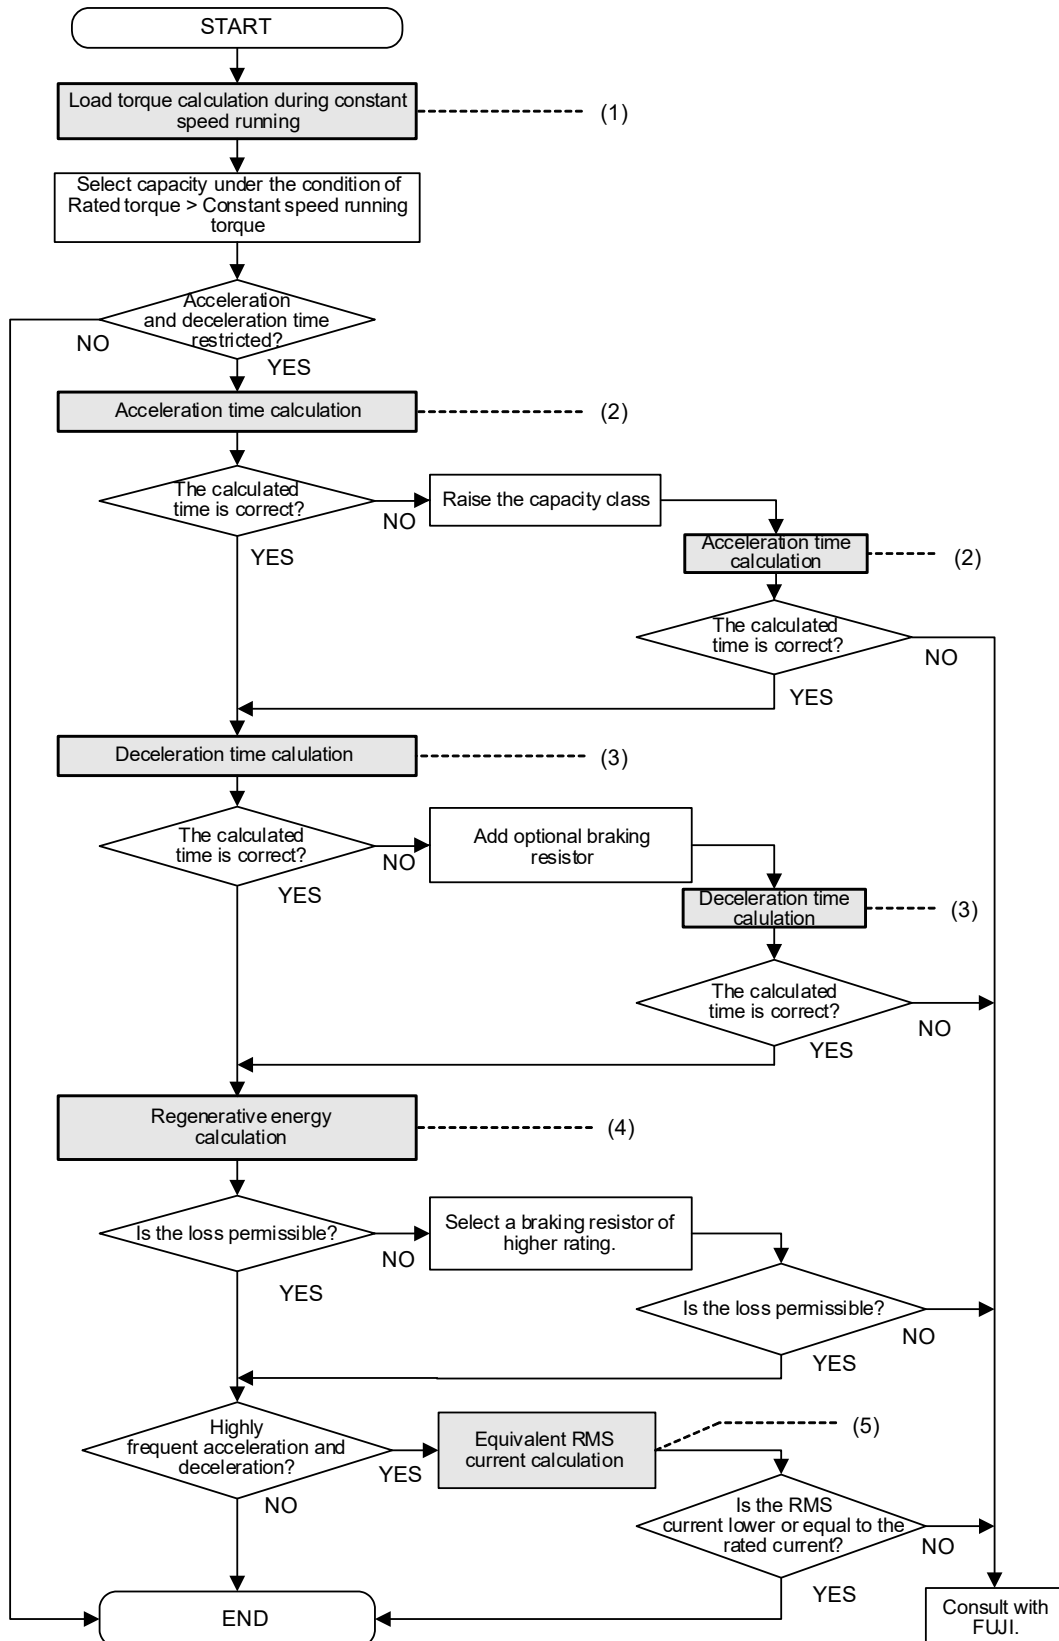 START
Load torque calculation during constant
speed running
(1)
Select capacity under the condition of
Rated torque > Constant speed running
torque
Acceleration
and deceleration time
restricted?
NO
YES
Acceleration time calculation
(2)
The calculated
time is correct?
NO
YES
Raise the capacity class
Acceleration time
calculation
(2)
The calculated
time is correct?
NO
YES
Deceleration time calulation
(3)
The calculated
time is correct?
NO
YES
Add optional braking
resistor
Deceleration time
calulation
(3)
The calculated
time is correct?
NO
YES
Regenerative energy
calculation
(4)
Is the loss permissible?
NO
YES
Select a braking resistor of
higher rating.
Is the loss permissible?
NO
YES
Highly
frequent acceleration and
deceleration?
YES
NO
Equivalent RMS
current calculation
(5)
Is the RMS
current lower or equal to the
rated current?
NO
YES
END
Consult with
FUJI.